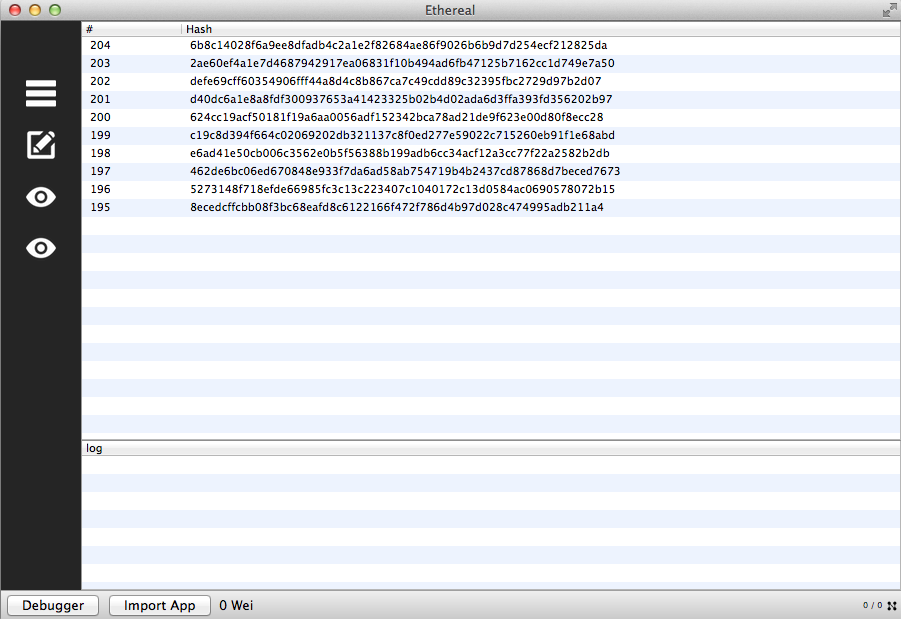 Ethereal
# Hash
204 6b8c14028f6a9ee8dfadb4c2a1e2f82684ae86f9026b6b9d7d254ecf212825da
203 2ae60ef4a1e7d4687942917ea06831f10b494ad6fb47125b7162cc1d749e7a50
202 defe69cff60354906fff44a8d4c8b867ca7c49cdd89c32395fbc2729d97b2d07
201 d40dc6a1e8a8fdf300937653a41423325b02b4d02ada6d3ffa393fd356202b97
200 624cc19acf50181f19a6aa0056adf152342bca78ad21de9f623e00d80f8ecc28
199 c19c8d394f664c02069202db321137c8f0ed277e59022c715260eb91f1e68abd
198 e6ad41e50cb006c3562e0b5f56388b199adb6cc34acf12a3cc77f22a2582b2db
197 462de6bc06ed670848e933f7da6ad58ab754719b4b2437cd87868d7beced7673
196 5273148f718efde66985fc3c13c223407c1040172c13d0584ac0690578072b15
195 8ecedcffcbb08f3bc68eafd8c6122166f472f786d4b97d028c474995adb211a4
log
Debugger Import App 0 Wei 0 / 0